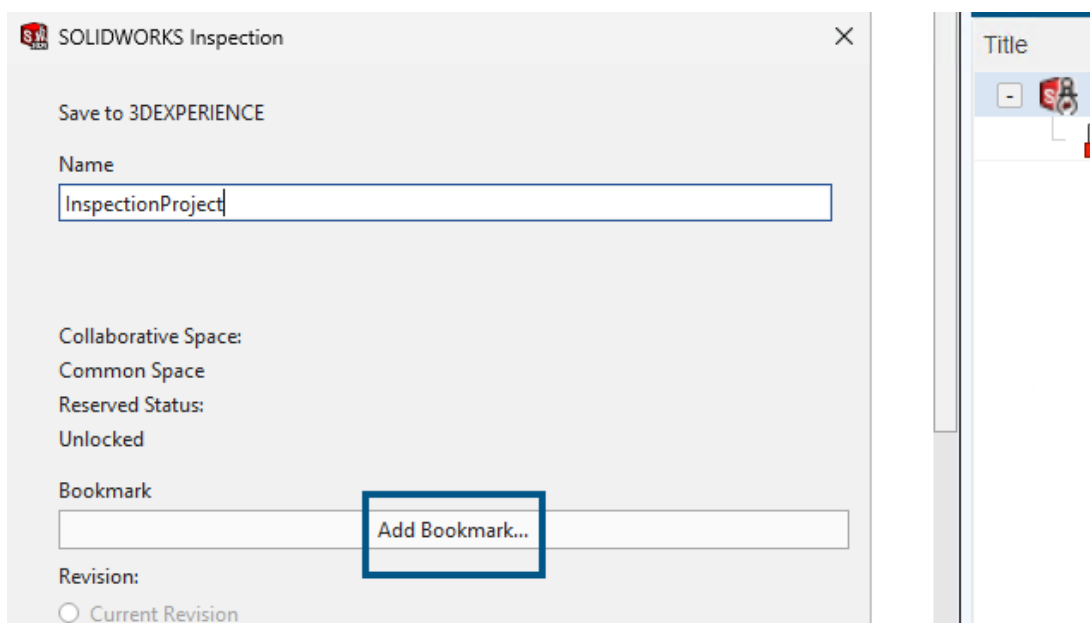 SOLIDWORKS Inspection
Save to 3DEXPERIENCE
Name
InspectionProject
Collaborative Space:
Common Space
Reserved Status:
Unlocked
Bookmark
Add Bookmark...
Revision:
Current Revision
Title